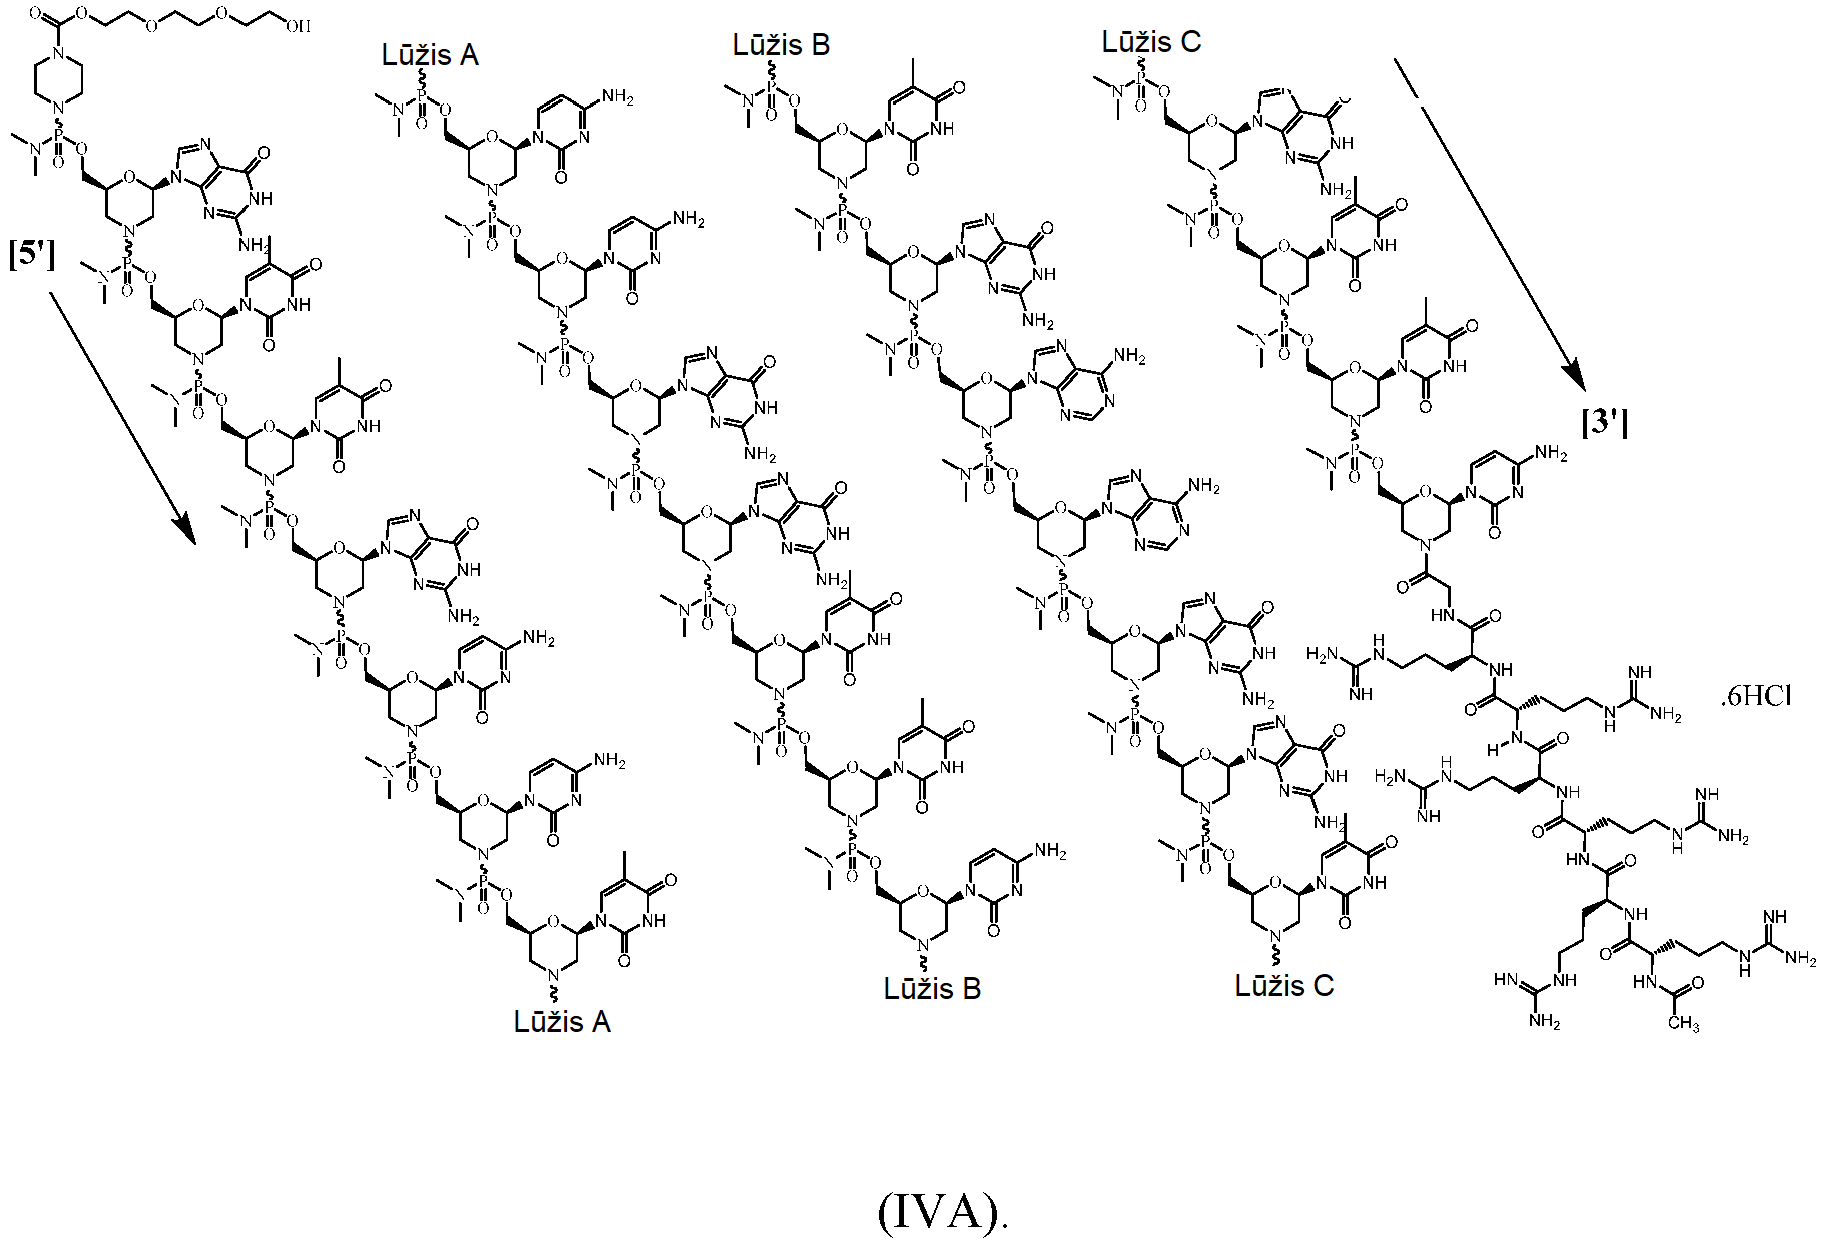 Lūžis A
Lūžis B
Lūžis C
[5']
[3']
.6HCl
Lūžis A
Lūžis B
Lūžis C
(IVA).